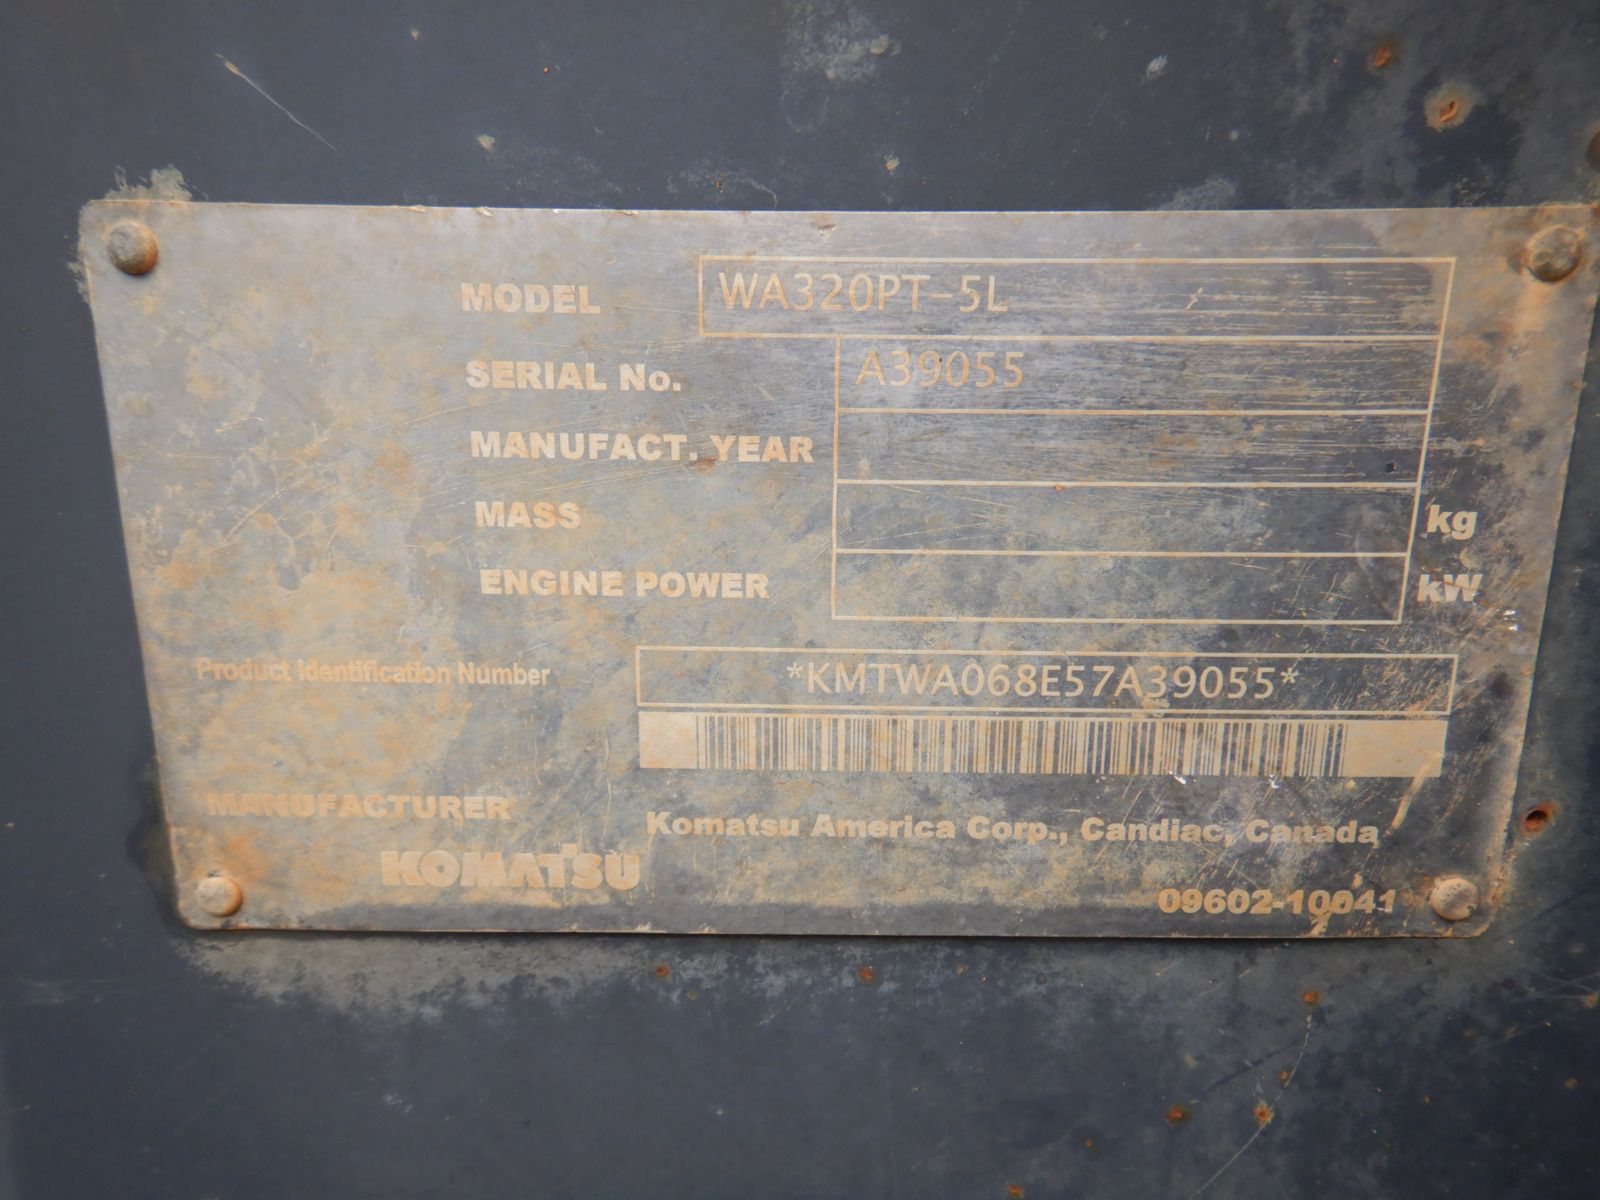 MODEL WA320PT-5L
SERIAL No. A39055
MANUFACT. YEAR
MASS kg
ENGINE POWER kW
Product Identification Number *KMTWA068E57A39055*
MANUFACTURER Komatsu America Corp., Candiac, Canada
KOMATSU
09602-10041